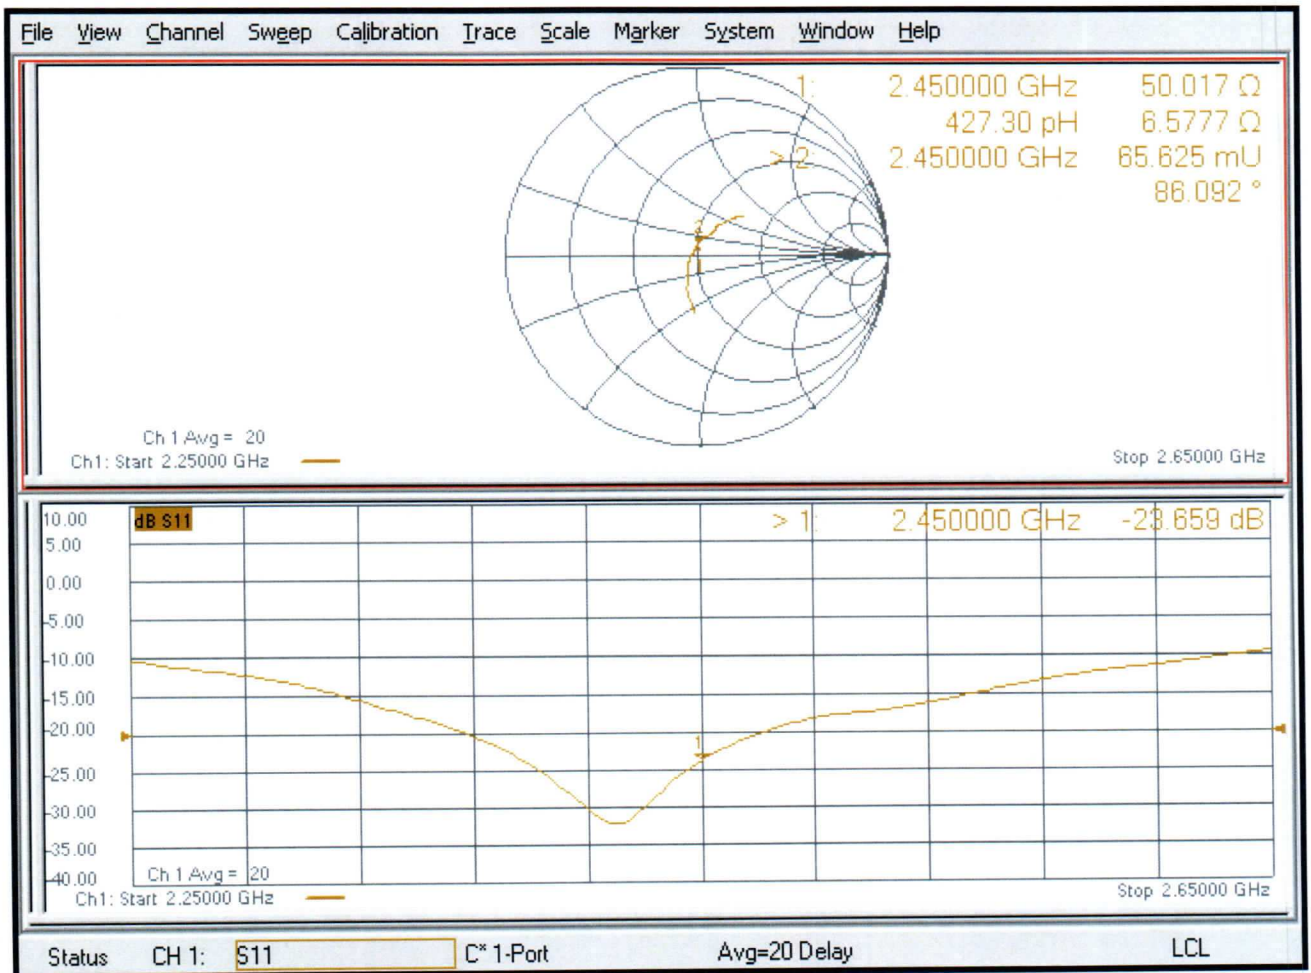 File View Channel Sweep Calibration Trace Scale Marker System Window Help
1: 2.450000 GHz 50.017 Ω
427.30 pH 6.5777 Ω
> 2: 2.450000 GHz 65.625 mU
86.092 °
2
1
Ch 1 Avg = 20
Ch1: Start 2.25000 GHz Stop 2.65000 GHz
10.00 dB S11 > 1: 2.450000 GHz -23.659 dB
5.00
0.00
-5.00
-10.00
-15.00
-20.00
1
-25.00
-30.00
-35.00
-40.00 Ch 1 Avg = 20
Ch1: Start 2.25000 GHz Stop 2.65000 GHz
Status CH 1: S11 C* 1-Port Avg=20 Delay LCL